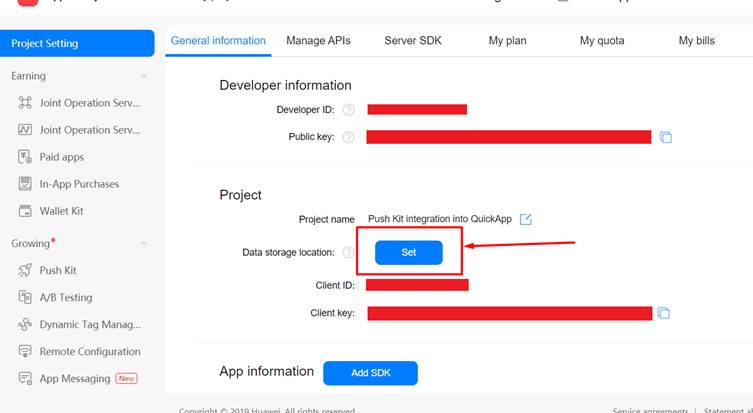 Project Setting
General information
Manage APIs
Server SDK
My plan
My quota
My bills
Earning
Joint Operation Serv...
Joint Operation Serv...
Paid apps
In-App Purchases
Wallet Kit
Growing
Push Kit
A/B Testing
Dynamic Tag Manag...
Remote Configuration
App Messaging New
Developer information
Developer ID:
Public key:
Project
Project name Push Kit integration into QuickApp
Data storage location: Set
Client ID:
Client key:
App information Add SDK
Copyright © 2019 Huawei. All rights reserved.
Service agreements | Statement